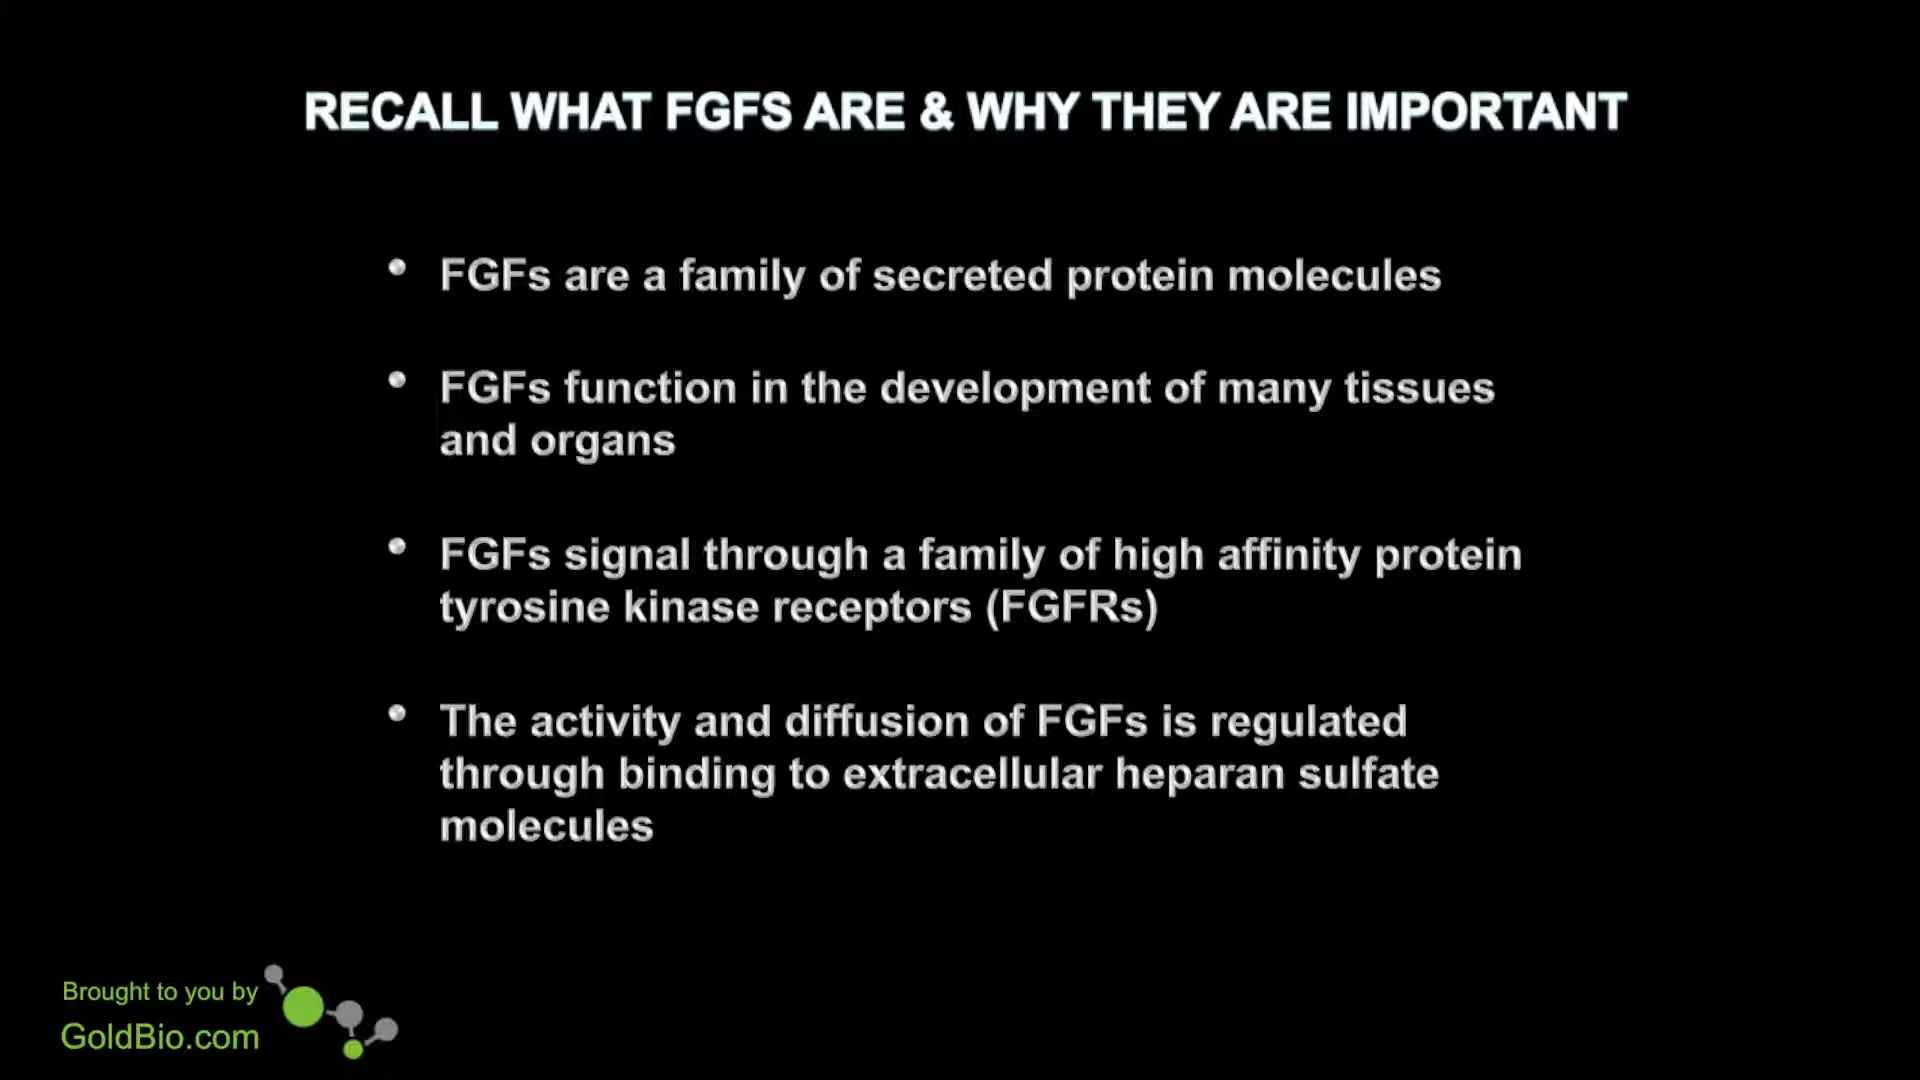 RECALL WHAT FGFS ARE & WHY THEY ARE IMPORTANT
• FGFs are a family of secreted protein molecules
• FGFs function in the development of many tissues
and organs
• FGFs signal through a family of high affinity protein
tyrosine kinase receptors (FGFRs)
• The activity and diffusion of FGFs is regulated
through binding to extracellular heparan sulfate
molecules
Brought to you by
GoldBio.com